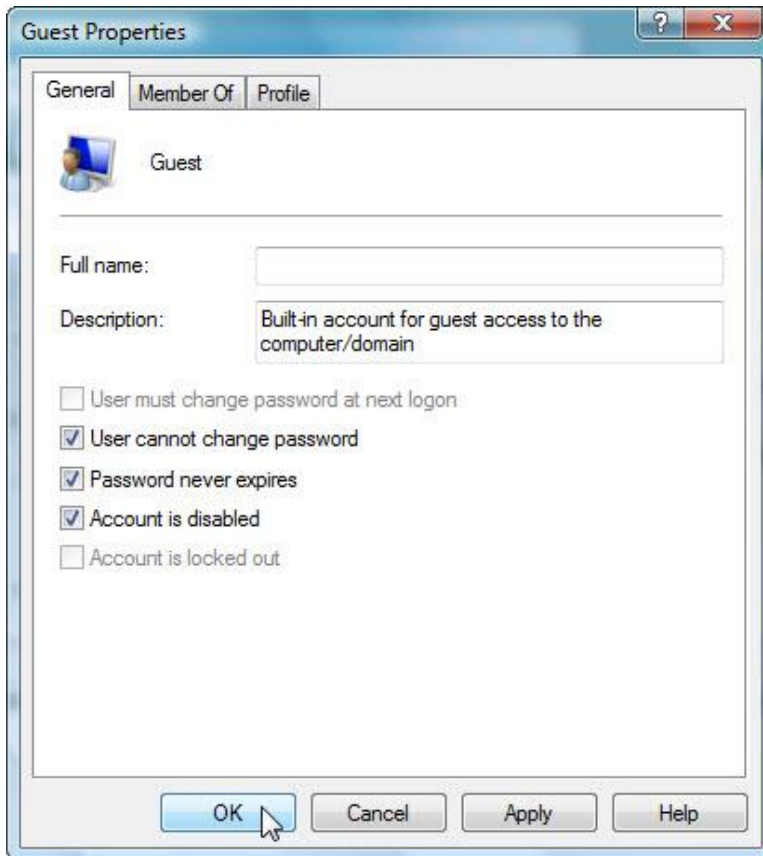 Guest Properties
?
X
General
Member Of
Profile
Guest
Full name:
Description:
Built-in account for guest access to the
computer/domain
User must change password at next logon
User cannot change password
Password never expires
Account is disabled
Account is locked out
OK
Cancel
Apply
Help